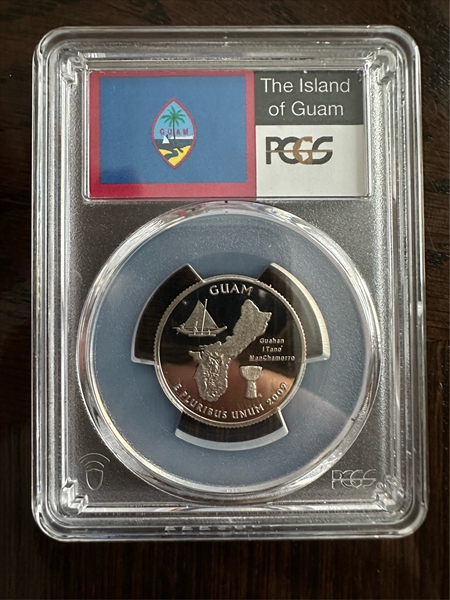 The Island
of Guam
GUAM
PCGS
GUAM
Guahan
I Tano'
ManChamorro
E PLURIBUS UNUM 2009
PCGS